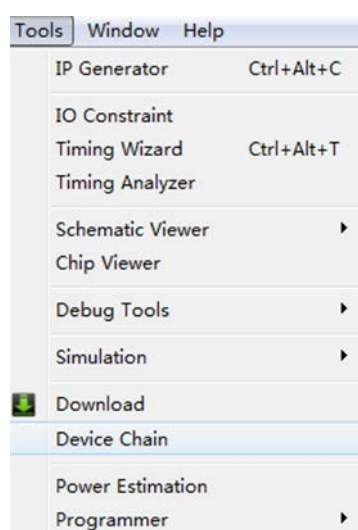 Tools Window Help
IP Generator Ctrl+Alt+C
IO Constraint
Timing Wizard Ctrl+Alt+T
Timing Analyzer
Schematic Viewer
Chip Viewer
Debug Tools
Simulation
Download
Device Chain
Power Estimation
Programmer